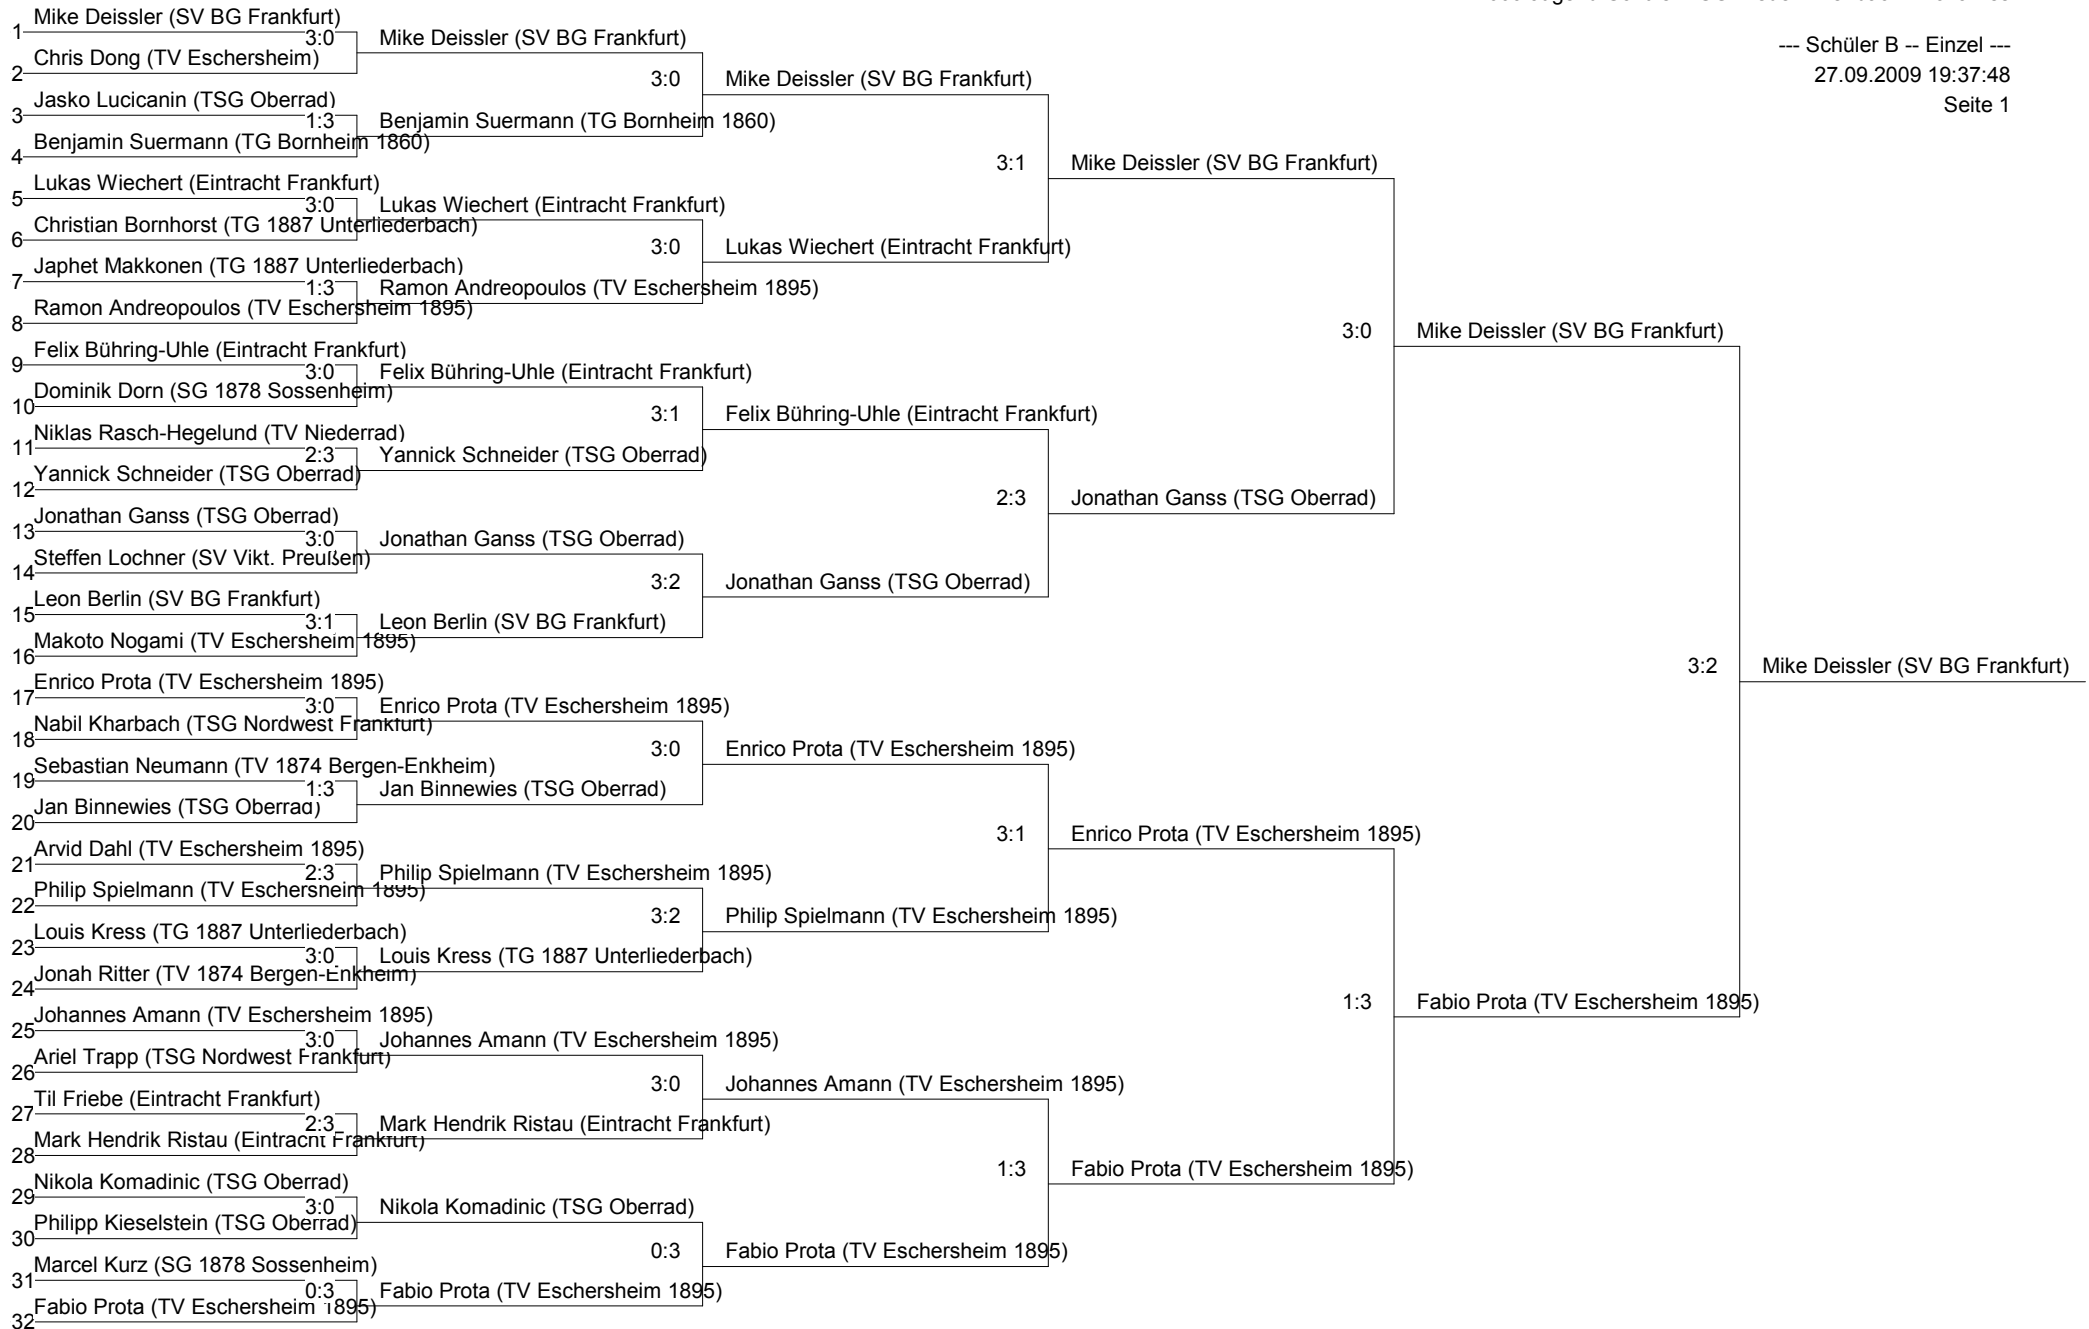 --- Schüler B -- Einzel ---
27.09.2009 19:37:48
Seite 1
1 Mike Deissler (SV BG Frankfurt)
3:0 Mike Deissler (SV BG Frankfurt)
2 Chris Dong (TV Eschersheim)
3:0 Mike Deissler (SV BG Frankfurt)
3 Jasko Lucicanin (TSG Oberrad)
1:3 Benjamin Suermann (TG Bornheim 1860)
4 Benjamin Suermann (TG Bornheim 1860)
3:1 Mike Deissler (SV BG Frankfurt)
5 Lukas Wiechert (Eintracht Frankfurt)
3:0 Lukas Wiechert (Eintracht Frankfurt)
6 Christian Bornhorst (TG 1887 Unterliederbach)
3:0 Lukas Wiechert (Eintracht Frankfurt)
7 Japhet Makkonen (TG 1887 Unterliederbach)
1:3 Ramon Andreopoulos (TV Eschersheim 1895)
8 Ramon Andreopoulos (TV Eschersheim 1895)
3:0 Mike Deissler (SV BG Frankfurt)
9 Felix Bühring-Uhle (Eintracht Frankfurt)
3:0 Felix Bühring-Uhle (Eintracht Frankfurt)
10 Dominik Dorn (SG 1878 Sossenheim)
3:1 Felix Bühring-Uhle (Eintracht Frankfurt)
11 Niklas Rasch-Hegelund (TV Niederrad)
2:3 Yannick Schneider (TSG Oberrad)
12 Yannick Schneider (TSG Oberrad)
2:3 Jonathan Ganss (TSG Oberrad)
13 Jonathan Ganss (TSG Oberrad)
3:0 Jonathan Ganss (TSG Oberrad)
14 Steffen Lochner (SV Vikt. Preußen)
3:2 Jonathan Ganss (TSG Oberrad)
15 Leon Berlin (SV BG Frankfurt)
3:1 Leon Berlin (SV BG Frankfurt)
16 Makoto Nogami (TV Eschersheim 1895)
3:2 Mike Deissler (SV BG Frankfurt)
17 Enrico Prota (TV Eschersheim 1895)
3:0 Enrico Prota (TV Eschersheim 1895)
18 Nabil Kharbach (TSG Nordwest Frankfurt)
3:0 Enrico Prota (TV Eschersheim 1895)
19 Sebastian Neumann (TV 1874 Bergen-Enkheim)
1:3 Jan Binnewies (TSG Oberrad)
20 Jan Binnewies (TSG Oberrad)
3:1 Enrico Prota (TV Eschersheim 1895)
21 Arvid Dahl (TV Eschersheim 1895)
2:3 Philip Spielmann (TV Eschersheim 1895)
22 Philip Spielmann (TV Eschersheim 1895)
3:2 Philip Spielmann (TV Eschersheim 1895)
23 Louis Kress (TG 1887 Unterliederbach)
3:0 Louis Kress (TG 1887 Unterliederbach)
24 Jonah Ritter (TV 1874 Bergen-Enkheim)
1:3 Fabio Prota (TV Eschersheim 1895)
25 Johannes Amann (TV Eschersheim 1895)
3:0 Johannes Amann (TV Eschersheim 1895)
26 Ariel Trapp (TSG Nordwest Frankfurt)
3:0 Johannes Amann (TV Eschersheim 1895)
27 Til Friebe (Eintracht Frankfurt)
2:3 Mark Hendrik Ristau (Eintracht Frankfurt)
28 Mark Hendrik Ristau (Eintracht Frankfurt)
1:3 Fabio Prota (TV Eschersheim 1895)
29 Nikola Komadinic (TSG Oberrad)
3:0 Nikola Komadinic (TSG Oberrad)
30 Philipp Kieselstein (TSG Oberrad)
0:3 Fabio Prota (TV Eschersheim 1895)
31 Marcel Kurz (SG 1878 Sossenheim)
0:3 Fabio Prota (TV Eschersheim 1895)
32 Fabio Prota (TV Eschersheim 1895)